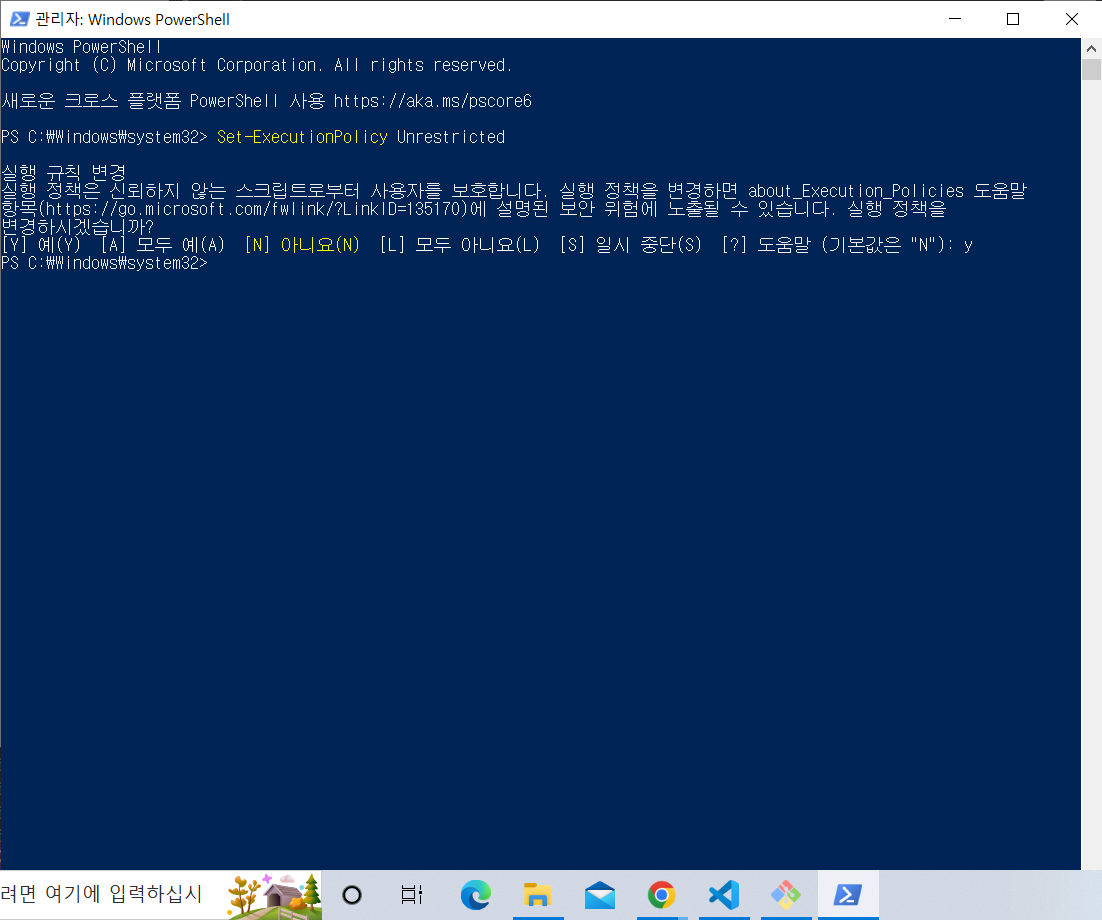 관리자: Windows PowerShell
Windows PowerShell
Copyright (C) Microsoft Corporation. All rights reserved.
새로운 크로스 플랫폼 PowerShell 사용 https://aka.ms/pscore6
PS C:₩Windows₩system32> Set-ExecutionPolicy Unrestricted
실행 규칙 변경
실행 정책은 신뢰하지 않는 스크립트로부터 사용자를 보호합니다. 실행 정책을 변경하면 about_Execution_Policies 도움말
항목(https://go.microsoft.com/fwlink/?LinkID=135170)에 설명된 보안 위험에 노출될 수 있습니다. 실행 정책을
변경하시겠습니까?
[Y] 예(Y)  [A] 모두 예(A)  [N] 아니요(N)  [L] 모두 아니요(L)  [S] 일시 중단(S)  [?] 도움말 (기본값은 "N"): y
PS C:₩Windows₩system32>
려면 여기에 입력하십시